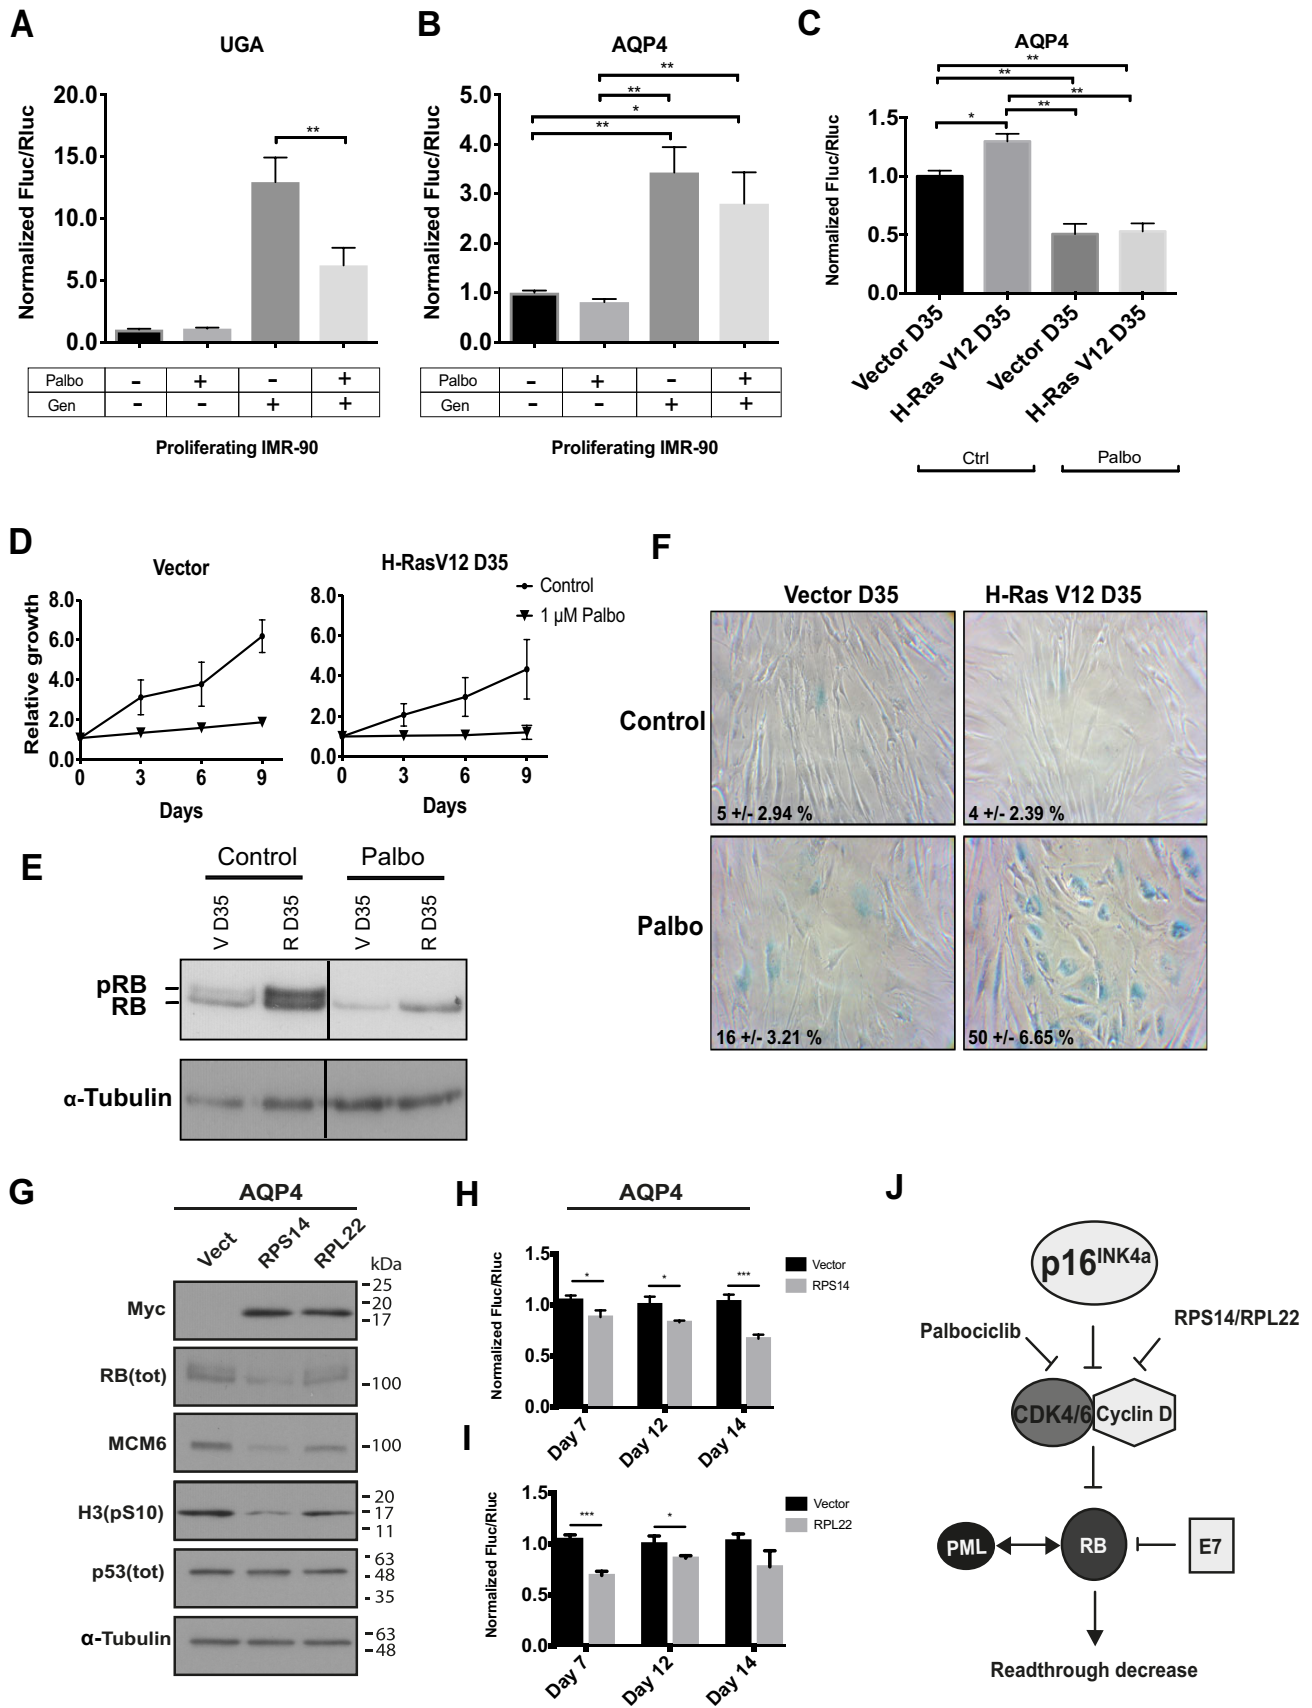 A
UGA
Normalized Fluc/Rluc
20.0
15.0
10.0
5.0
0.0
**
Palbo - + - +
Gen - - + +
Proliferating IMR-90
B
AQP4
Normalized Fluc/Rluc
5.0
4.0
3.0
2.0
1.0
0.0
**
**
*
**
Palbo - + - +
Gen - - + +
Proliferating IMR-90
C
AQP4
Normalized Fluc/Rluc
1.5
1.0
0.5
0.0
**
**
**
**
*
Vector D35
H-Ras V12 D35
Vector D35
H-Ras V12 D35
Ctrl
Palbo
D
Vector
Relative growth
8.0
6.0
4.0
2.0
0.0
0 3 6 9
Days
H-RasV12 D35
8.0
6.0
4.0
2.0
0.0
0 3 6 9
Days
Control
1 µM Palbo
E
Control Palbo
V D35
R D35
V D35
R D35
pRB
RB
α-Tubulin
F
Vector D35 H-Ras V12 D35
Control
5 +/- 2.94 %
4 +/- 2.39 %
Palbo
16 +/- 3.21 %
50 +/- 6.65 %
G
AQP4
Vect
RPS14
RPL22
kDa
Myc
25
20
17
RB(tot)
100
MCM6
100
H3(pS10)
20
17
11
p53(tot)
63
48
35
α-Tubulin
63
48
H
AQP4
Normalized Fluc/Rluc
1.5
1.0
0.5
0.0
*
*
***
Day 7
Day 12
Day 14
Vector
RPS14
I
Normalized Fluc/Rluc
1.5
1.0
0.5
0.0
***
*
Day 7
Day 12
Day 14
Vector
RPL22
J
p16INK4a
Palbociclib
RPS14/RPL22
CDK4/6
Cyclin D
PML
RB
E7
Readthrough decrease